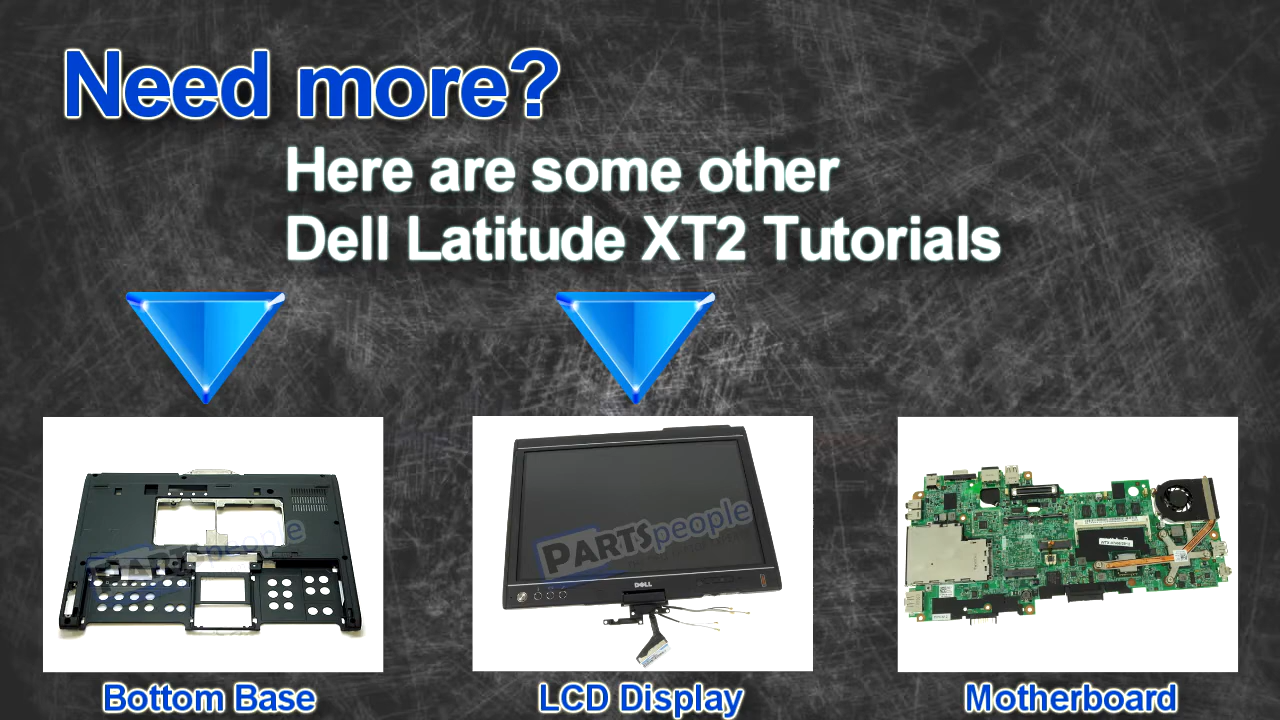 Need more?
Here are some other
Dell Latitude XT2 Tutorials
PARTSpeople
PARTSpeople
DELL
Bottom Base
LCD Display
Motherboard